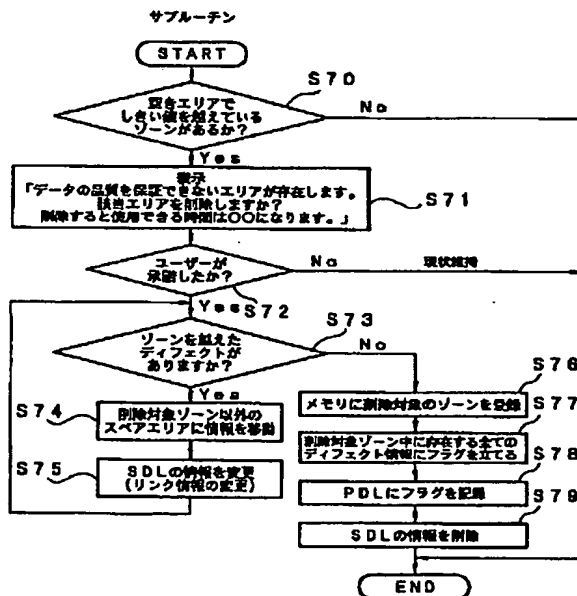 サブルーチン
START
S70
エリアで
しきい値を越えている
ゾーンがあるか？
No
Yes
表示
「データの品質を保証できないエリアが存在します。
該当エリアを削除しますか？
削除すると使用できる時間は〇〇になります。」
S71
ユーザーが
承諾したか？
No
現状維持
S72
Yes
S73
ゾーンを越えた
ディフェクトが
ありますか？
No
Yes
S74
削除対象ゾーン以外の
スペアエリアに情報を移動
S75
SDLの情報を変更
(リンク情報の変更)
S76
メモリに削除対象のゾーンを登録
S77
削除対象ゾーン中に存在する全ての
ディフェクト情報にフラグを立てる
S78
PDLにフラグを記録
S79
SDLの情報を削除
END